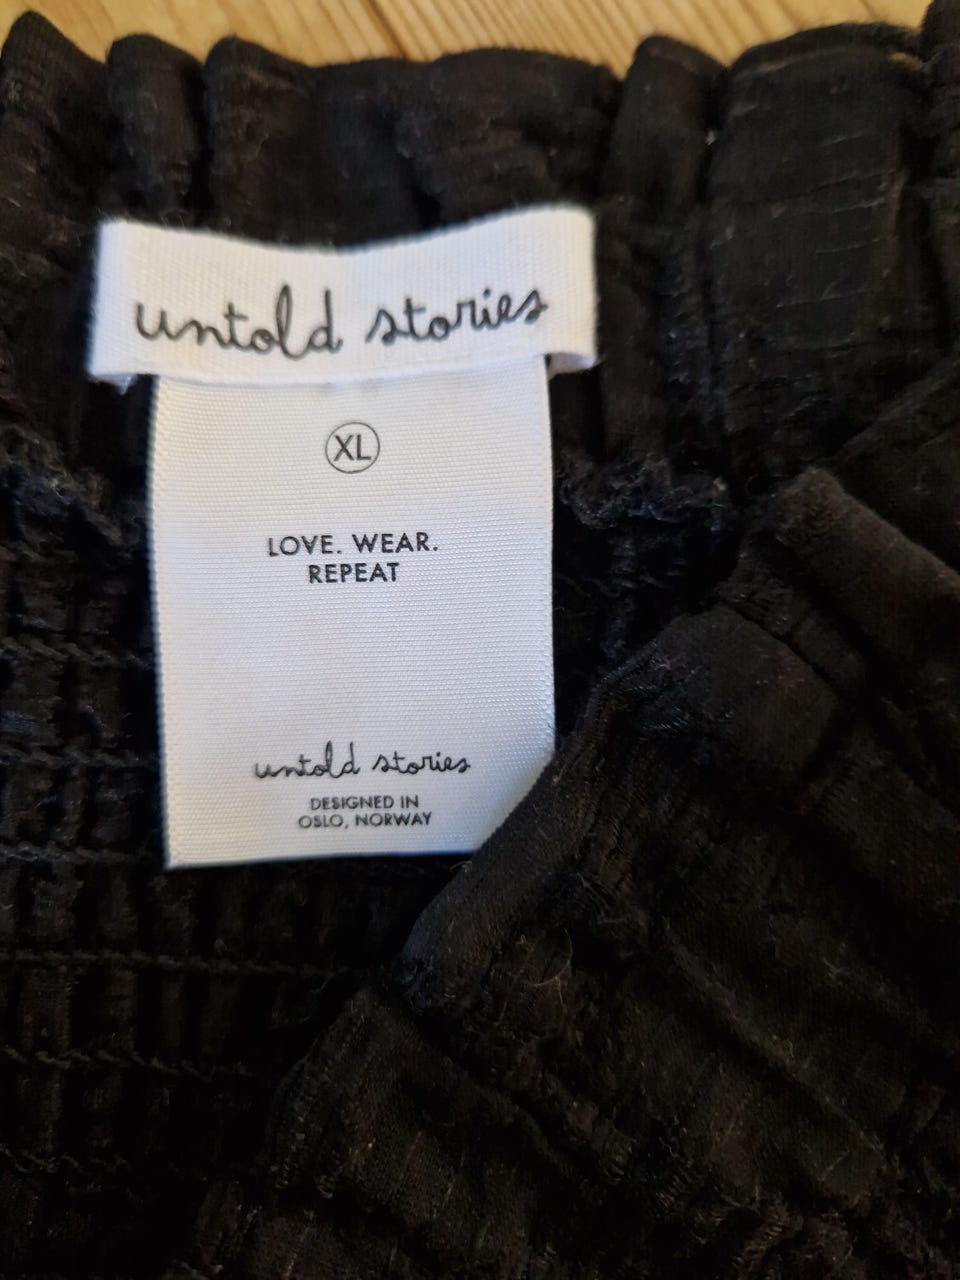 untold stories
XL
LOVE. WEAR.
REPEAT
untold stories
DESIGNED IN
OSLO, NORWAY